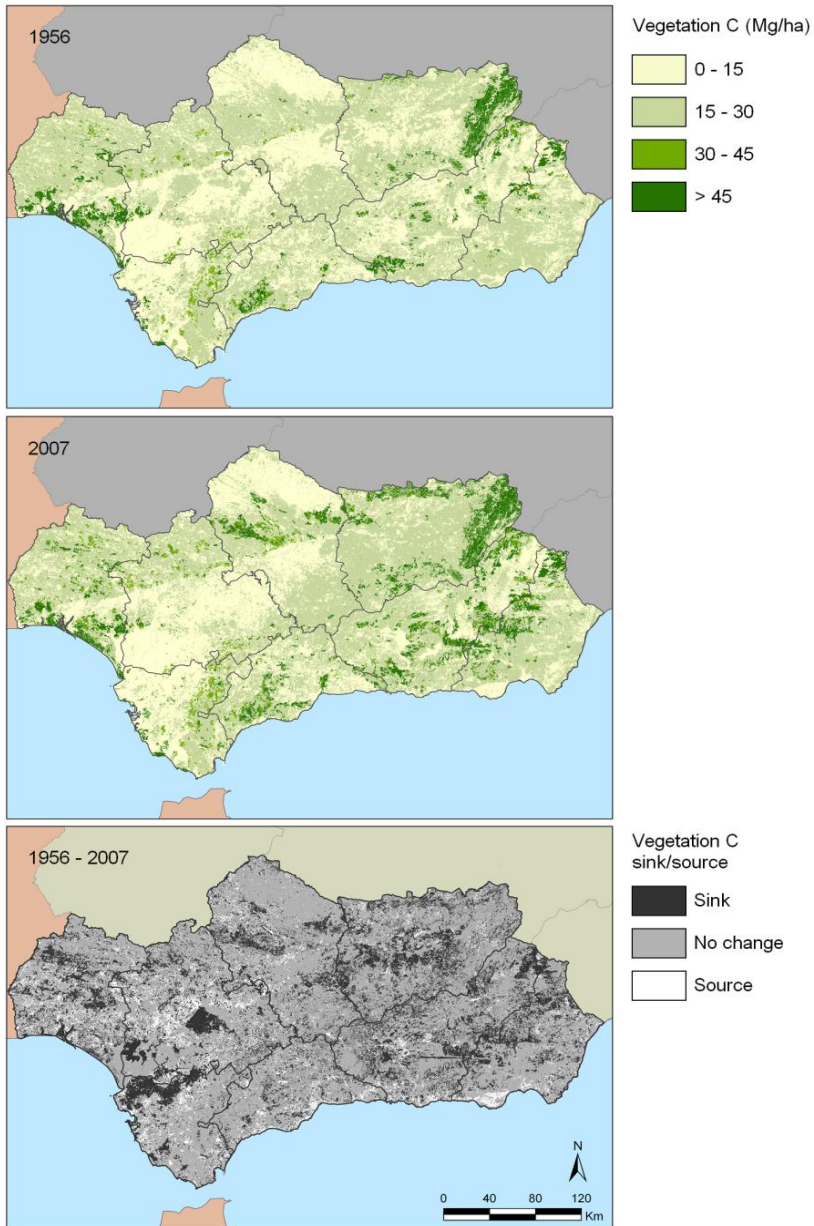 1956
Vegetation C (Mg/ha)
0 - 15
15 - 30
30 - 45
> 45
2007
1956 - 2007
Vegetation C
sink/source
Sink
No change
Source
N
0 40 80 120
Km